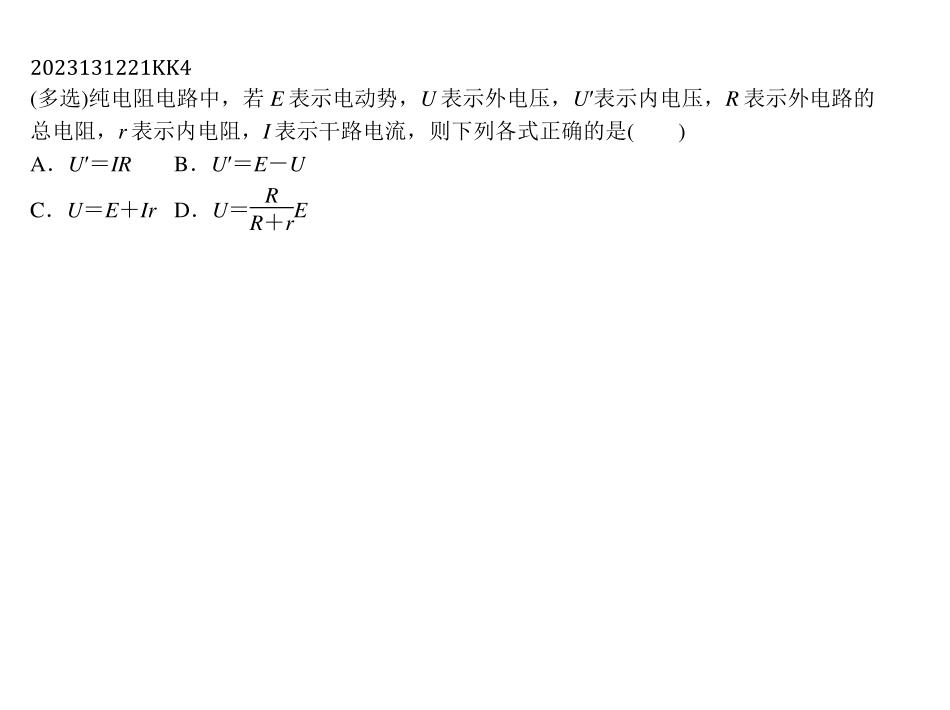 2023131221KK4
(多选)纯电阻电路中，若 E 表示电动势，U 表示外电压，U′表示内电压，R 表示外电路的
总电阻，r 表示内电阻，I 表示干路电流，则下列各式正确的是(　　)
A．U′＝IR　　B．U′＝E－U
C．U＝E＋Ir　D．U＝\frac{R}{R＋r}E